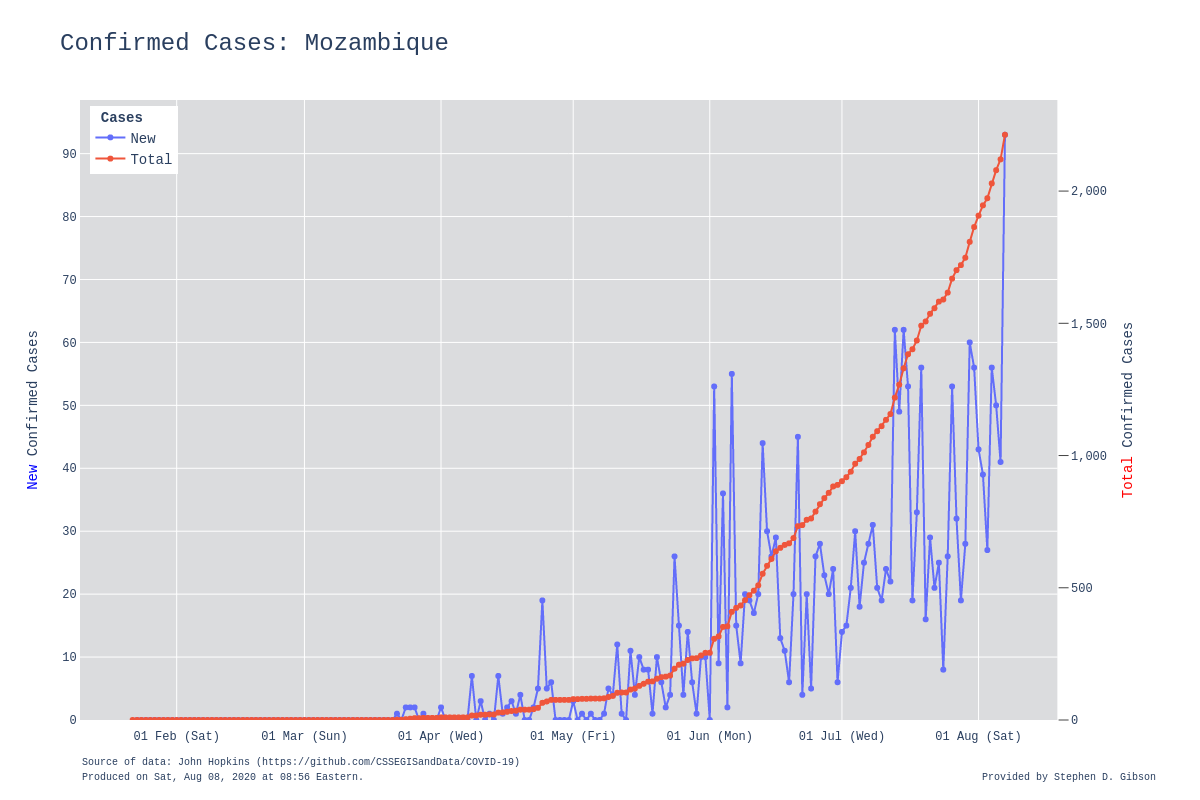 Confirmed Cases: Mozambique
Cases
New
Total
90
80
70
60
50
40
30
20
10
0
2,000
1,500
1,000
500
0
New Confirmed Cases
Total Confirmed Cases
01 Feb (Sat)
01 Mar (Sun)
01 Apr (Wed)
01 May (Fri)
01 Jun (Mon)
01 Jul (Wed)
01 Aug (Sat)
Source of data: John Hopkins (https://github.com/CSSEGISandData/COVID-19)
Produced on Sat, Aug 08, 2020 at 08:56 Eastern.
Provided by Stephen D. Gibson